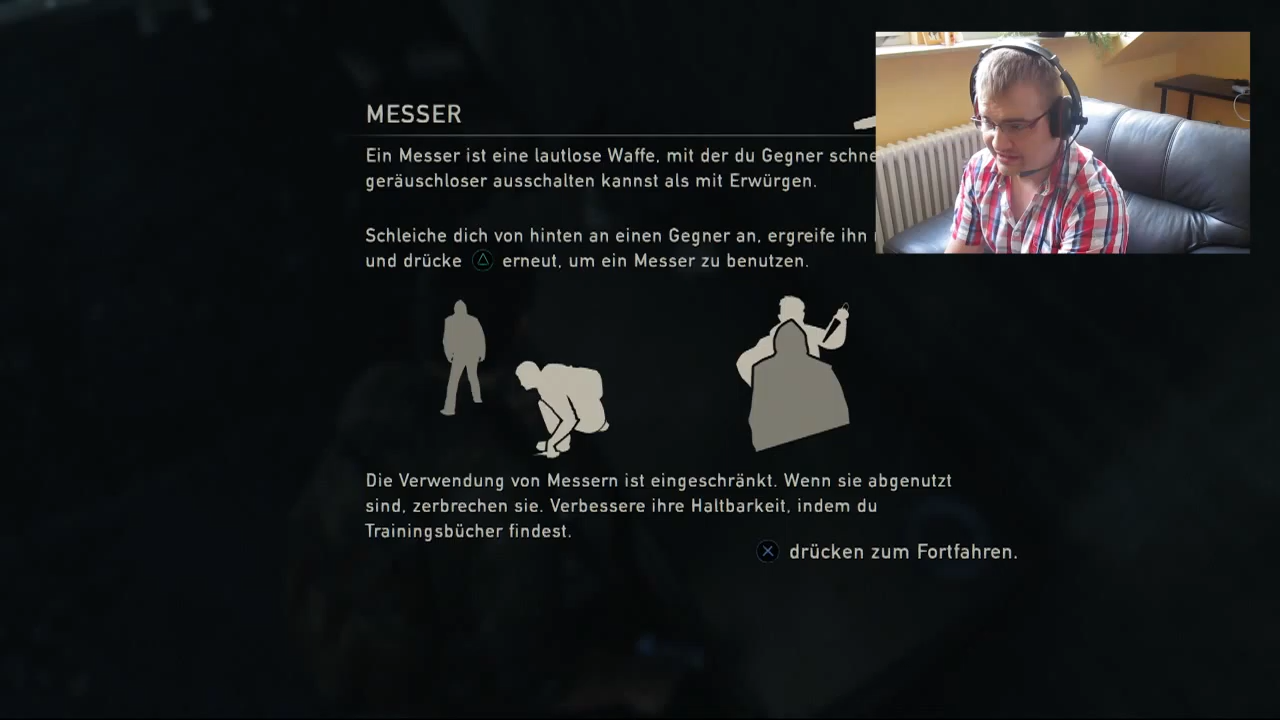 MESSER
Ein Messer ist eine lautlose Waffe, mit der du Gegner
geräuschloser ausschalten kannst als mit Erwürgen.
Schleiche dich von hinten an einen Gegner an, ergreife ihn
und drücke △ erneut, um ein Messer zu benutzen.
Die Verwendung von Messern ist eingeschränkt. Wenn sie abgenutzt
sind, zerbrechen sie. Verbessere ihre Haltbarkeit, indem du
Trainingsbücher findest.
✕ drücken zum Fortfahren.